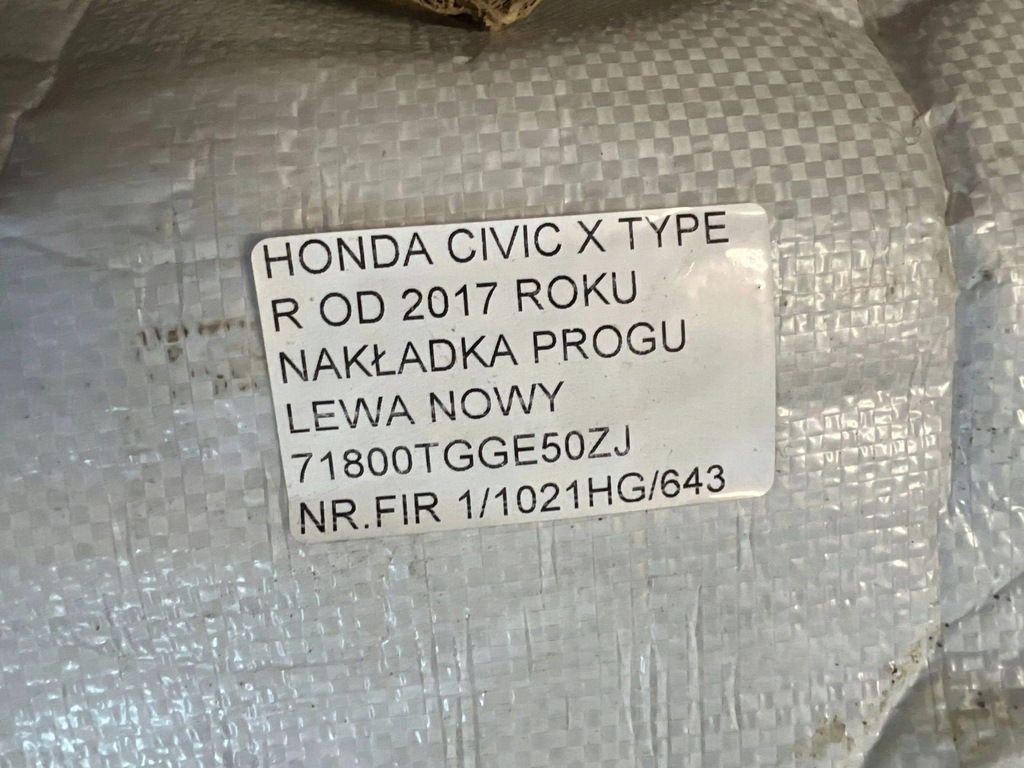 HONDA CIVIC X TYPE
R OD 2017 ROKU
NAKŁADKA PROGU
LEWA NOWY
71800TGGE50ZJ
NR.FIR 1/1021HG/643